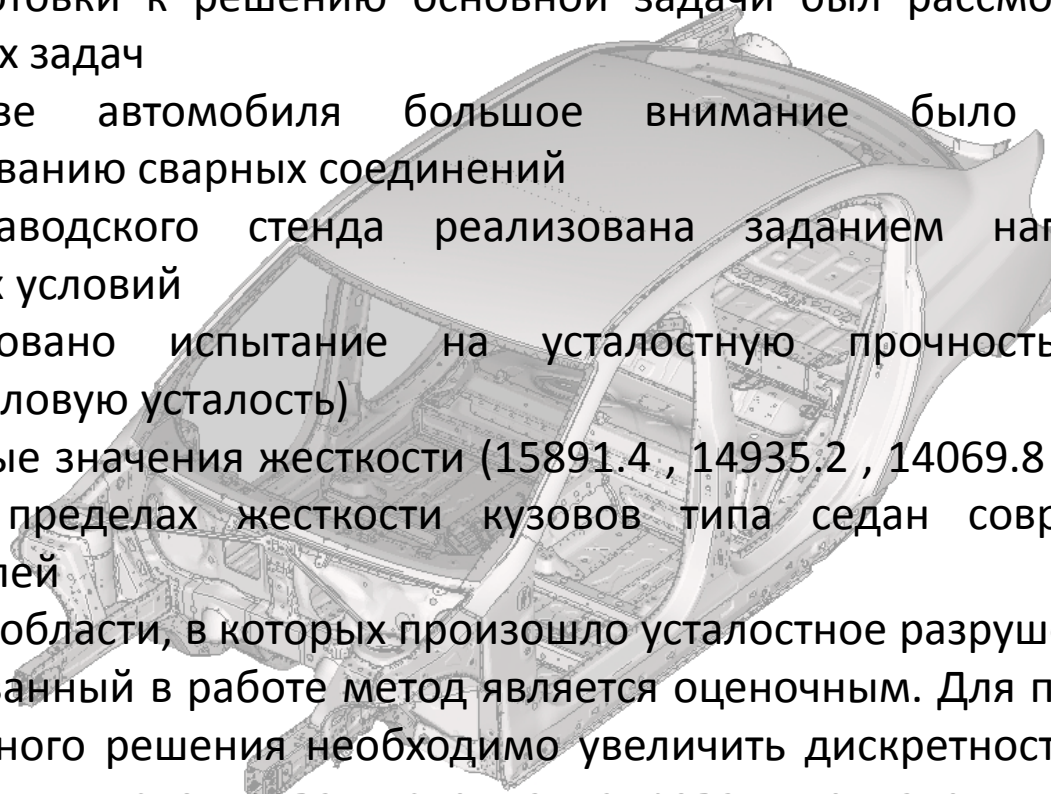 отовки к решению основной задачи был рассмо
х задач
ве автомобиля большое внимание было
ванию сварных соединений
аводского стенда реализована заданием наг
х условий
овано испытание на усталостную прочность
ловую усталость)
ые значения жесткости (15891.4 , 14935.2 , 14069.8
пределах жесткости кузовов типа седан совр
лей
области, в которых произошло усталостное разруш
ванный в работе метод является оценочным. Для п
ного решения необходимо увеличить дискретност